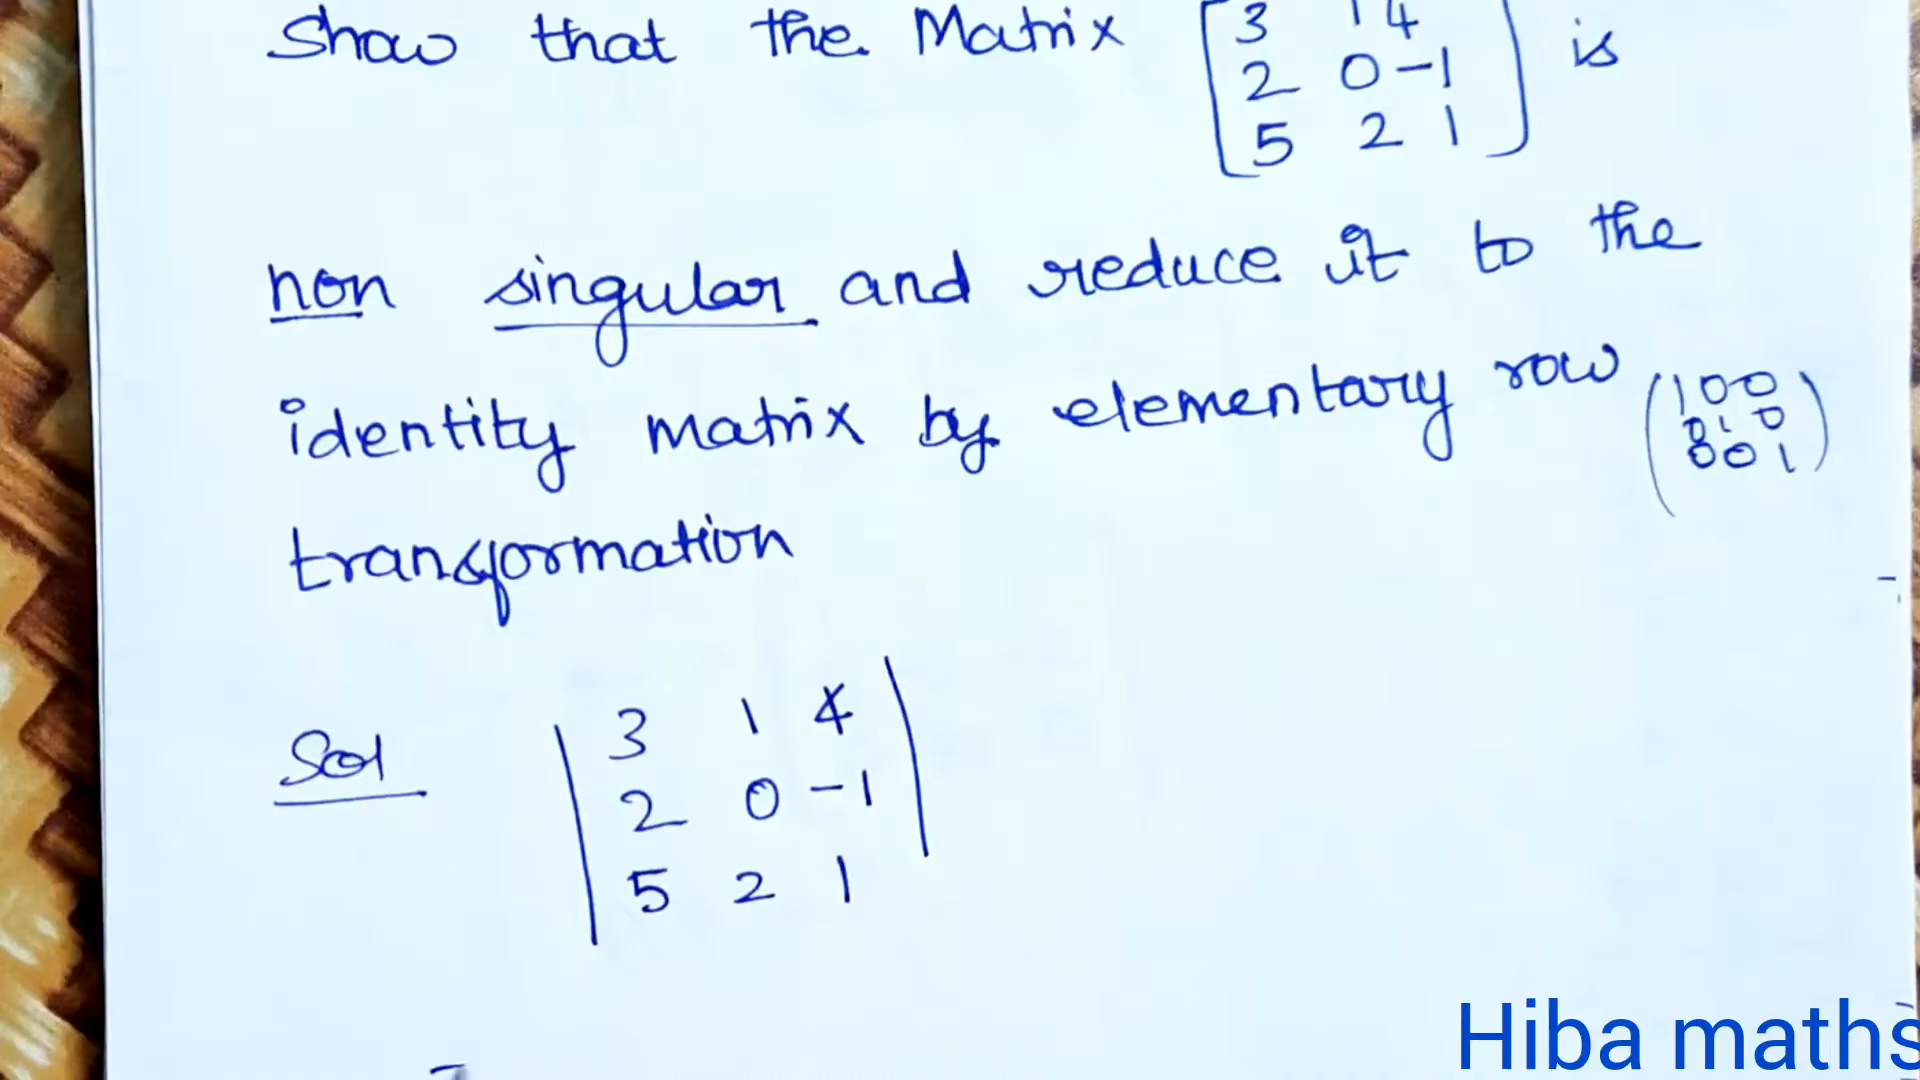 Show that the Matrix [3 1 4
2 0 -1
5 2 1] is
non singular and reduce it to the
identity matrix by elementary row (1 0 0
0 1 0
0 0 1)
transformation
Sol | 3 1 4 |
2 0 -1
5 2 1
Hiba maths